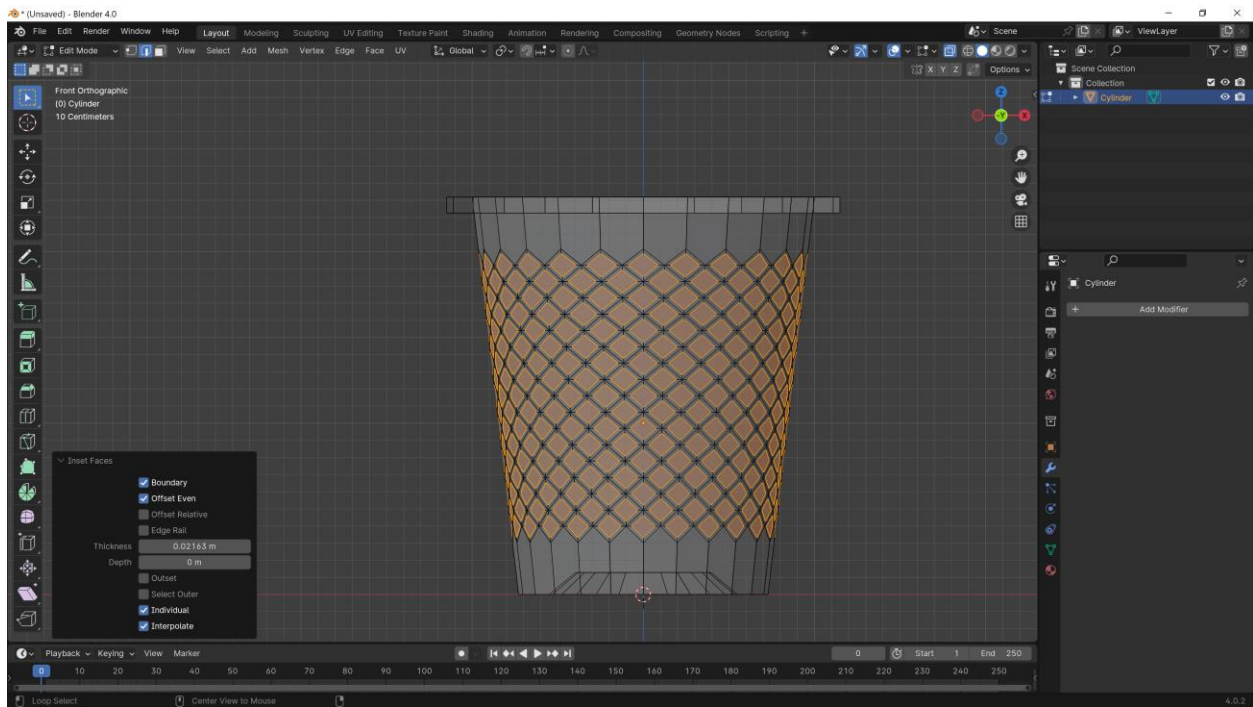 * (Unsaved) - Blender 4.0
File Edit Render Window Help Layout Modeling Sculpting UV Editing Texture Paint Shading Animation Rendering Compositing Geometry Nodes Scripting + Scene ViewLayer
Edit Mode View Select Add Mesh Vertex Edge Face UV Global
X Y Z Options
Front Orthographic
(0) Cylinder
10 Centimeters
Z
-Y X
Scene Collection
Collection
Cylinder
Cylinder
+ Add Modifier
Inset Faces
Boundary
Offset Even
Offset Relative
Edge Rail
Thickness 0.02163 m
Depth 0 m
Outset
Select Outer
Individual
Interpolate
Playback Keying View Marker 0 Start 1 End 250
0 10 20 30 40 50 60 70 80 90 100 110 120 130 140 150 160 170 180 190 200 210 220 230 240 250
Loop Select Center View to Mouse 4.0.2